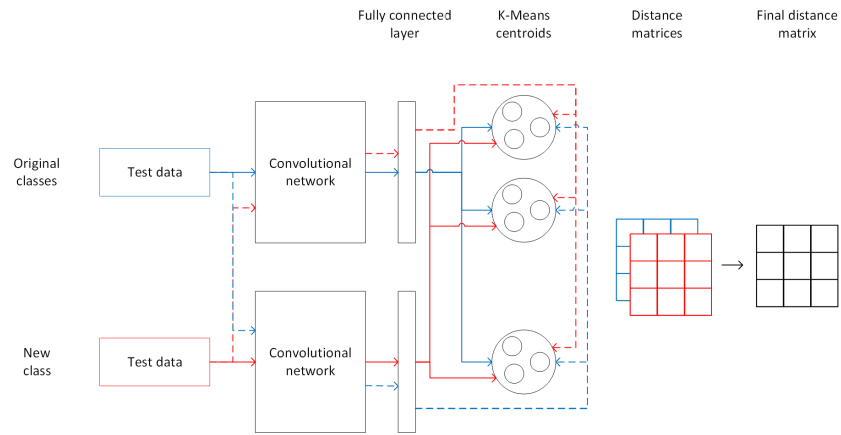 Fully connected
layer
K-Means
centroids
Distance
matrices
Final distance
matrix
Original
classes
Test data
Convolutional
network
New
class
Test data
Convolutional
network